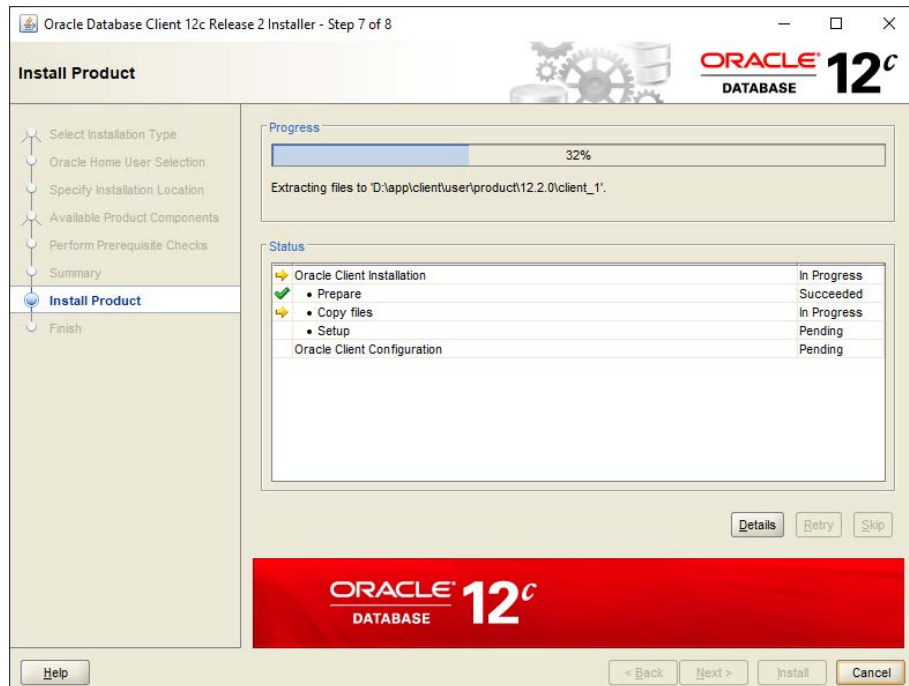 Oracle Database Client 12c Release 2 Installer - Step 7 of 8
Install Product
ORACLE 12c
DATABASE
Select Installation Type
Oracle Home User Selection
Specify Installation Location
Available Product Components
Perform Prerequisite Checks
Summary
Install Product
Finish
Progress
32%
Extracting files to 'D:\app\client\user\product\12.2.0\client_1'.
Status
Oracle Client Installation In Progress
• Prepare Succeeded
• Copy files In Progress
• Setup Pending
Oracle Client Configuration Pending
Details Retry Skip
ORACLE 12c
DATABASE
Help < Back Next > Install Cancel